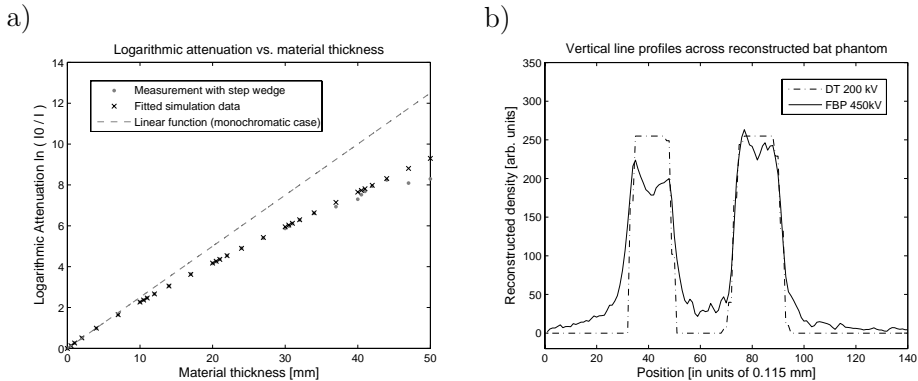 a)
Logarithmic attenuation vs. material thickness
14
12
10
8
6
4
2
0
Logarithmic Attenuation ln ( I0 / I )
Measurement with step wedge
Fitted simulation data
Linear function (monochromatic case)
0 10 20 30 40 50
Material thickness [mm]
b)
Vertical line profiles across reconstructed bat phantom
350
300
250
200
150
100
50
0
Reconstructed density [arb. units]
DT 200 kV
FBP 450kV
0 20 40 60 80 100 120 140
Position [in units of 0.115 mm]